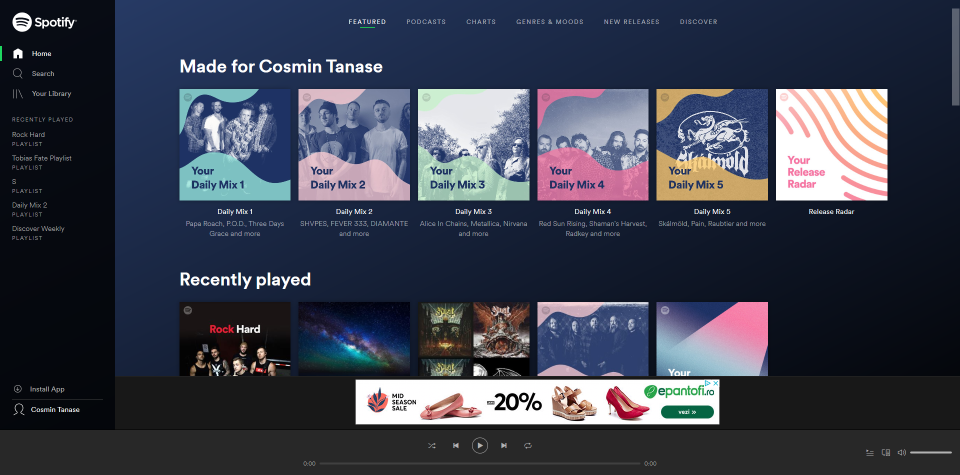 Spotify
Home
Search
Your Library
RECENTLY PLAYED
Rock Hard
PLAYLIST
Tobias Fate Playlist
PLAYLIST
S
PLAYLIST
Daily Mix 2
PLAYLIST
Discover Weekly
PLAYLIST
Install App
Cosmin Tanase
FEATURED PODCASTS CHARTS GENRES & MOODS NEW RELEASES DISCOVER
Made for Cosmin Tanase
Your
Daily Mix 1
Your
Daily Mix 2
Your
Daily Mix 3
Your
Daily Mix 4
Skálmöld
Your
Daily Mix 5
Your
Release
Radar
Daily Mix 1
Papa Roach, P.O.D., Three Days
Grace and more
Daily Mix 2
SHVPES, FEVER 333, DIAMANTE
and more
Daily Mix 3
Alice In Chains, Metallica, Nirvana
and more
Daily Mix 4
Red Sun Rising, Shaman's Harvest,
Radkey and more
Daily Mix 5
Skálmöld, Pain, Raubtier and more
Release Radar
Recently played
Rock Hard
Ghost
Ghost
Your
MID
SEASON
SALE
-20%
epantofi.ro
vezi »
0:00
0:00